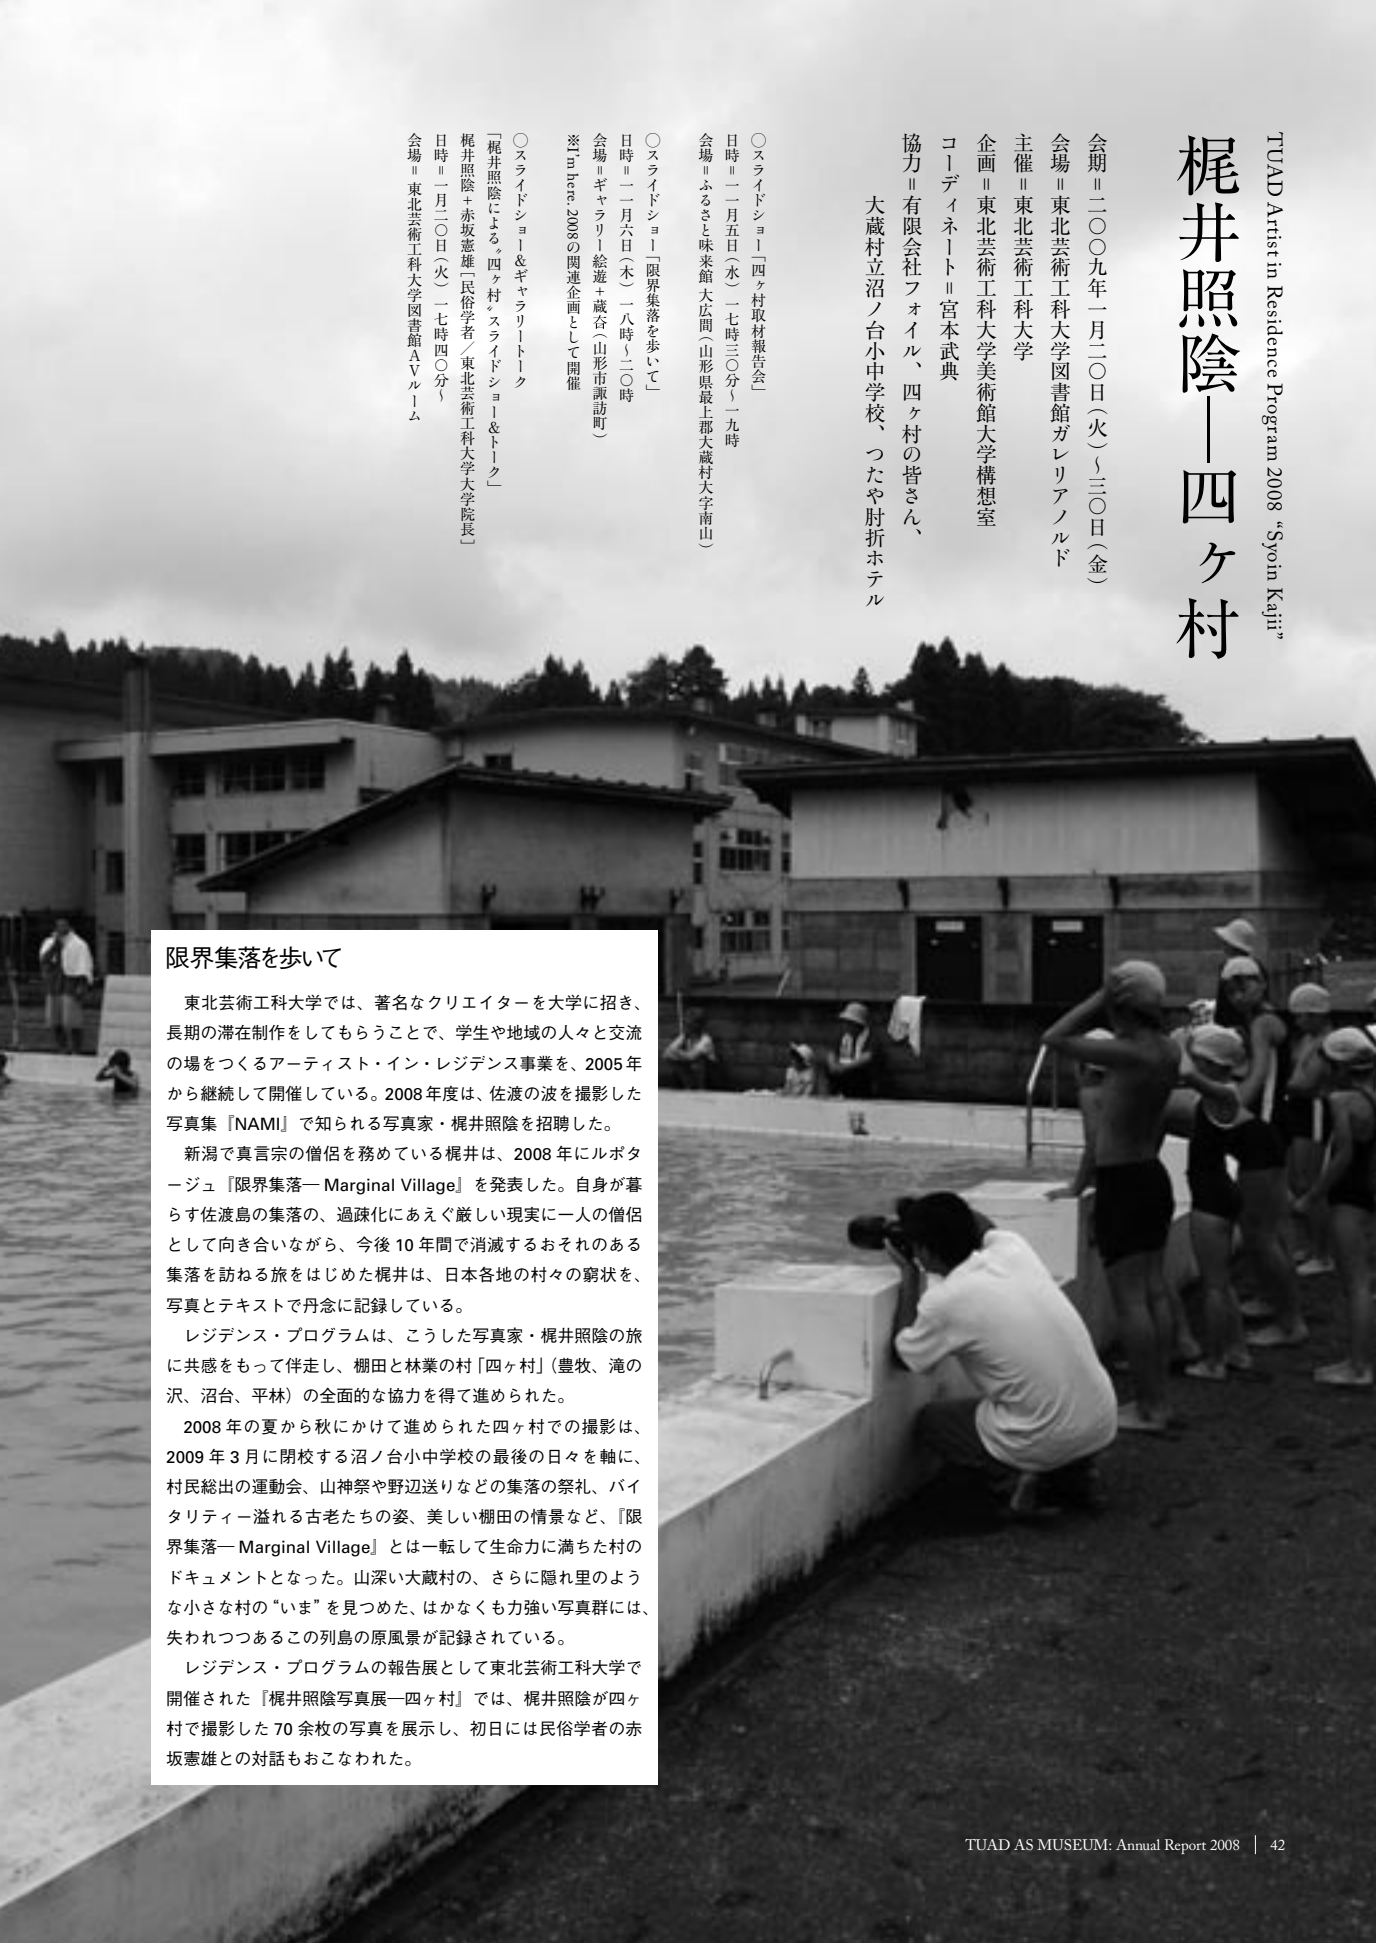 TUAD Artist in Residence Program 2008 “Syoin Kajii”
梶井照陰―四ヶ村
会期＝二〇〇九年一月二〇日（火）～三〇日（金）
会場＝東北芸術工科大学図書館ガレリアノルド
主催＝東北芸術工科大学
企画＝東北芸術工科大学美術館大学構想室
コーディネート＝宮本武典
協力＝有限会社フォイル、四ヶ村の皆さん、
大蔵村立沼ノ台小中学校、つたや肘折ホテル
〇スライドショー「四ヶ村取材報告会」
日時＝一一月五日（水）一七時三〇分～一九時
会場＝ふるさと味来館 大広間（山形県最上郡大蔵村大字南山）
〇スライドショー「限界集落を歩いて」
日時＝一一月六日（木）一八時～二〇時
会場＝ギャラリー絵遊＋蔵奋（山形市諏訪町）
※I’m here. 2008の関連企画として開催
〇スライドショー＆ギャラリートーク
「梶井照陰による〝四ヶ村〟スライドショー＆トーク」
梶井照陰＋赤坂憲雄［民俗学者／東北芸術工科大学大学院長］
日時＝一月二〇日（火）一七時四〇分～
会場＝東北芸術工科大学図書館AVルーム
限界集落を歩いて
東北芸術工科大学では、著名なクリエイターを大学に招き、
長期の滞在制作をしてもらうことで、学生や地域の人々と交流
の場をつくるアーティスト・イン・レジデンス事業を、2005年
から継続して開催している。2008年度は、佐渡の波を撮影した
写真集『NAMI』で知られる写真家・梶井照陰を招聘した。
新潟で真言宗の僧侶を務めている梶井は、2008年にルポタ
ージュ『限界集落― Marginal Village』を発表した。自身が暮
らす佐渡島の集落の、過疎化にあえぐ厳しい現実に一人の僧侶
として向き合いながら、今後10年間で消滅するおそれのある
集落を訪ねる旅をはじめた梶井は、日本各地の村々の窮状を、
写真とテキストで丹念に記録している。
レジデンス・プログラムは、こうした写真家・梶井照陰の旅
に共感をもって伴走し、棚田と林業の村「四ヶ村」（豊牧、滝の
沢、沼台、平林）の全面的な協力を得て進められた。
2008年の夏から秋にかけて進められた四ヶ村での撮影は、
2009年3月に閉校する沼ノ台小中学校の最後の日々を軸に、
村民総出の運動会、山神祭や野辺送りなどの集落の祭礼、バイ
タリティー溢れる古老たちの姿、美しい棚田の情景など、『限
界集落― Marginal Village』とは一転して生命力に満ちた村の
ドキュメントとなった。山深い大蔵村の、さらに隠れ里のよう
な小さな村の“いま”を見つめた、はかなくも力強い写真群には、
失われつつあるこの列島の原風景が記録されている。
レジデンス・プログラムの報告展として東北芸術工科大学で
開催された『梶井照陰写真展―四ヶ村』では、梶井照陰が四ヶ
村で撮影した70余枚の写真を展示し、初日には民俗学者の赤
坂憲雄との対話もおこなわれた。
TUAD AS MUSEUM: Annual Report 2008 | 42